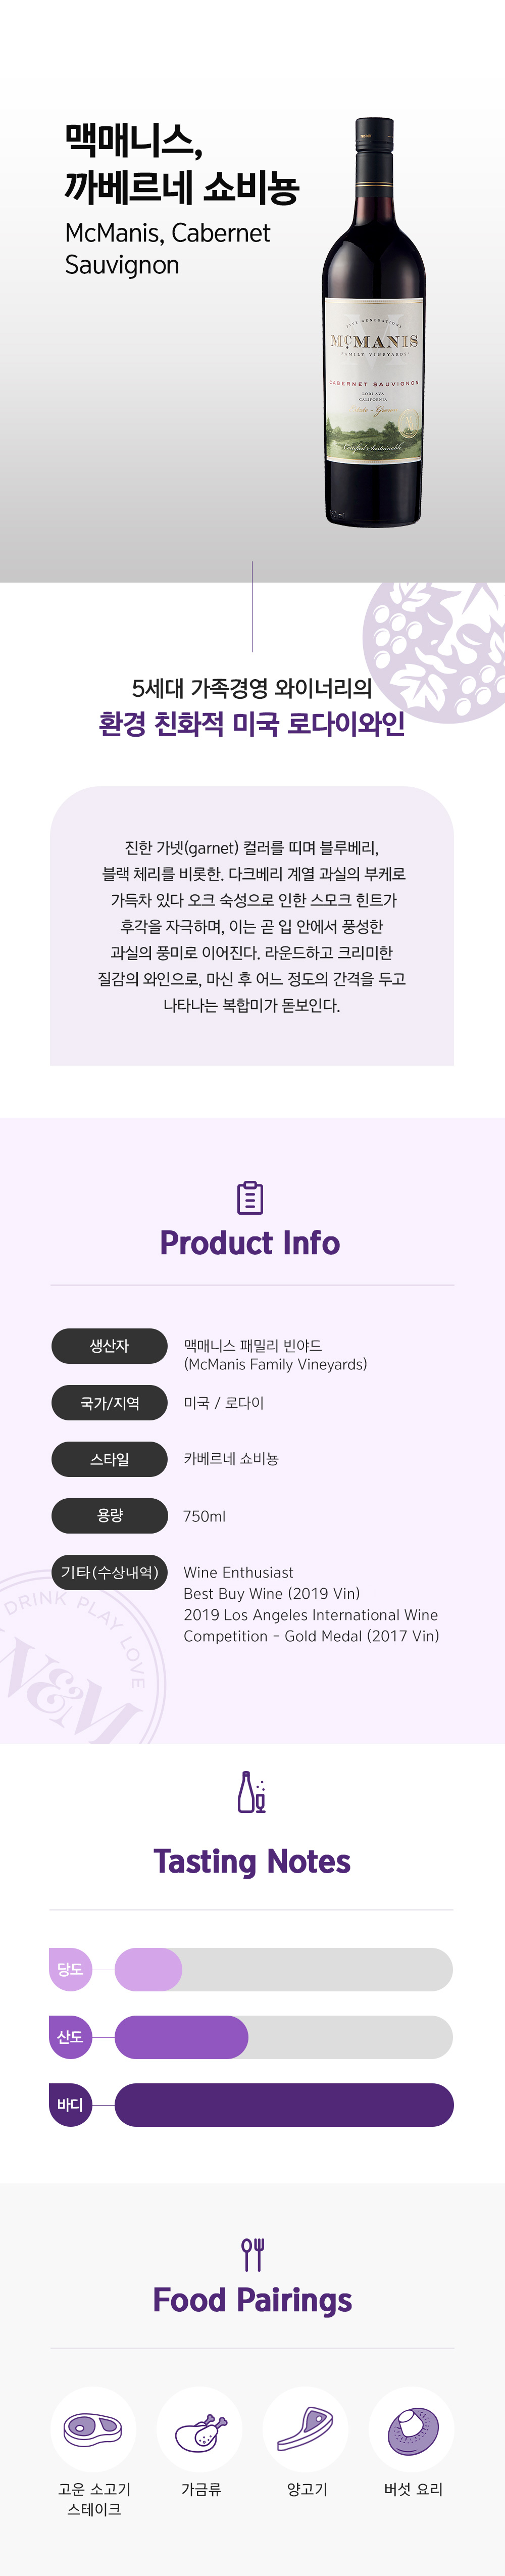 맥매니스,
까베르네 쇼비뇽
McManis, Cabernet
Sauvignon
FIVE GENERATIONS
McMANIS
FAMILY VINEYARDS
CABERNET SAUVIGNON
LODI AVA
CALIFORNIA
Certified Sustainable
5세대 가족경영 와이너리의
환경 친화적 미국 로다이와인
진한 가넷(garnet) 컬러를 띠며 블루베리,
블랙 체리를 비롯한. 다크베리 계열 과실의 부케로
가득차 있다 오크 숙성으로 인한 스모크 힌트가
후각을 자극하며, 이는 곧 입 안에서 풍성한
과실의 풍미로 이어진다. 라운드하고 크리미한
질감의 와인으로, 마신 후 어느 정도의 간격을 두고
나타나는 복합미가 돋보인다.
Product Info
생산자 맥매니스 패밀리 빈야드
(McManis Family Vineyards)
국가/지역 미국 / 로다이
스타일 카베르네 쇼비뇽
용량 750ml
기타(수상내역) Wine Enthusiast
Best Buy Wine (2019 Vin)
2019 Los Angeles International Wine
Competition - Gold Medal (2017 Vin)
DRINK PLAY LOVE
W&M
Tasting Notes
당도
산도
바디
Food Pairings
고운 소고기
스테이크
가금류
양고기
버섯 요리